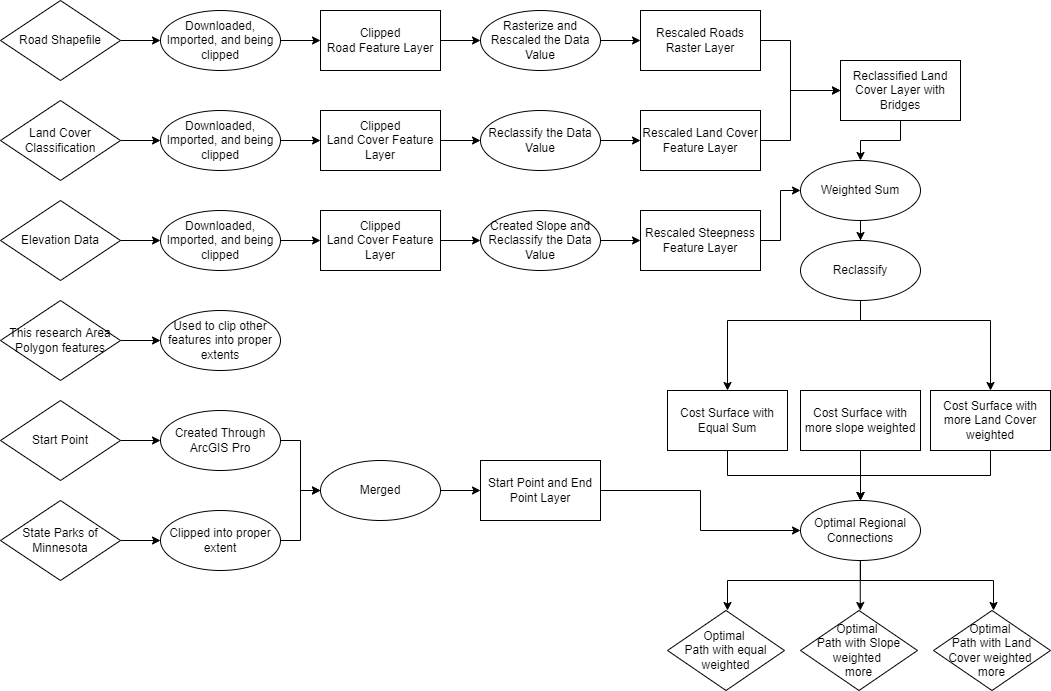 Road Shapefile
Downloaded,
Imported, and being
clipped
Clipped
Road Feature Layer
Rasterize and
Rescaled the Data
Value
Rescaled Roads
Raster Layer
Reclassified Land
Cover Layer with
Bridges
Land Cover
Classification
Downloaded,
Imported, and being
clipped
Clipped
Land Cover Feature
Layer
Reclassify the Data
Value
Rescaled Land Cover
Feature Layer
Weighted Sum
Elevation Data
Downloaded,
Imported, and being
clipped
Clipped
Land Cover Feature
Layer
Created Slope and
Reclassify the Data
Value
Rescaled Steepness
Feature Layer
Reclassify
This research Area
Polygon features
Used to clip other
features into proper
extents
Cost Surface with
Equal Sum
Cost Surface with
more slope weighted
Cost Surface with
more Land Cover
weighted
Start Point
Created Through
ArcGIS Pro
Merged
Start Point and End
Point Layer
State Parks of
Minnesota
Clipped into proper
extent
Optimal Regional
Connections
Optimal
Path with equal
weighted
Optimal
Path with Slope
weighted
more
Optimal
Path with Land
Cover weighted
more